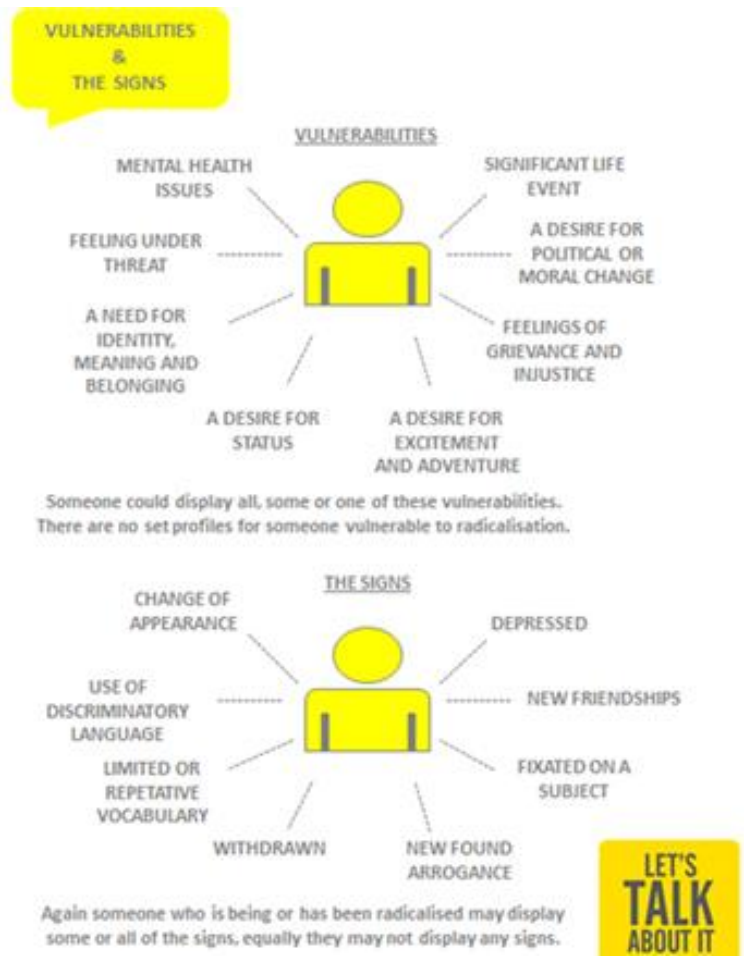 VULNERABILITIES
&
THE SIGNS
VULNERABILITIES
MENTAL HEALTH
ISSUES
SIGNIFICANT LIFE
EVENT
FEELING UNDER
THREAT
A DESIRE FOR
POLITICAL OR
MORAL CHANGE
A NEED FOR
IDENTITY,
MEANING AND
BELONGING
FEELINGS OF
GRIEVANCE AND
INJUSTICE
A DESIRE FOR
STATUS
A DESIRE FOR
EXCITEMENT
AND ADVENTURE
Someone could display all, some or one of these vulnerabilities.
There are no set profiles for someone vulnerable to radicalisation.
THE SIGNS
CHANGE OF
APPEARANCE
DEPRESSED
USE OF
DISCRIMINATORY
LANGUAGE
NEW FRIENDSHIPS
LIMITED OR
REPETATIVE
VOCABULARY
FIXATED ON A
SUBJECT
WITHDRAWN
NEW FOUND
ARROGANCE
Again someone who is being or has been radicalised may display
some or all of the signs, equally they may not display any signs.
LET'S
TALK
ABOUT IT